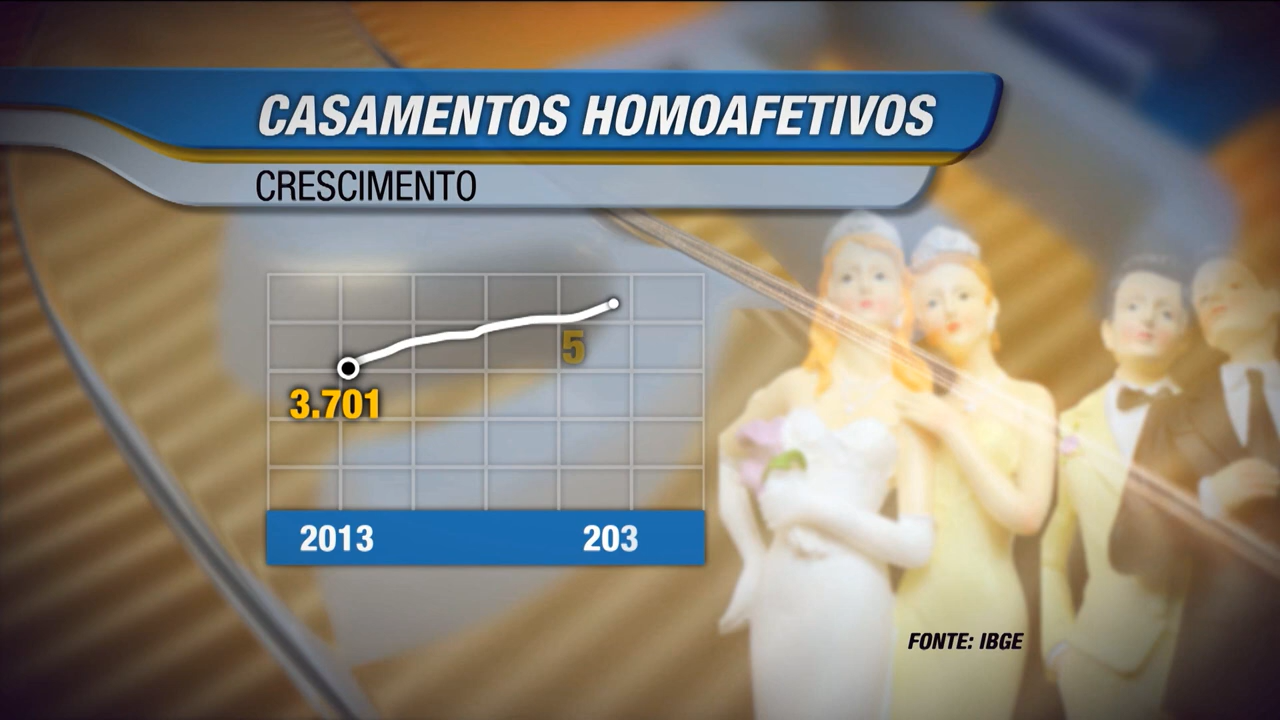 CASAMENTOS HOMOAFETIVOS
CRESCIMENTO
5
3.701
2013 203
FONTE: IBGE